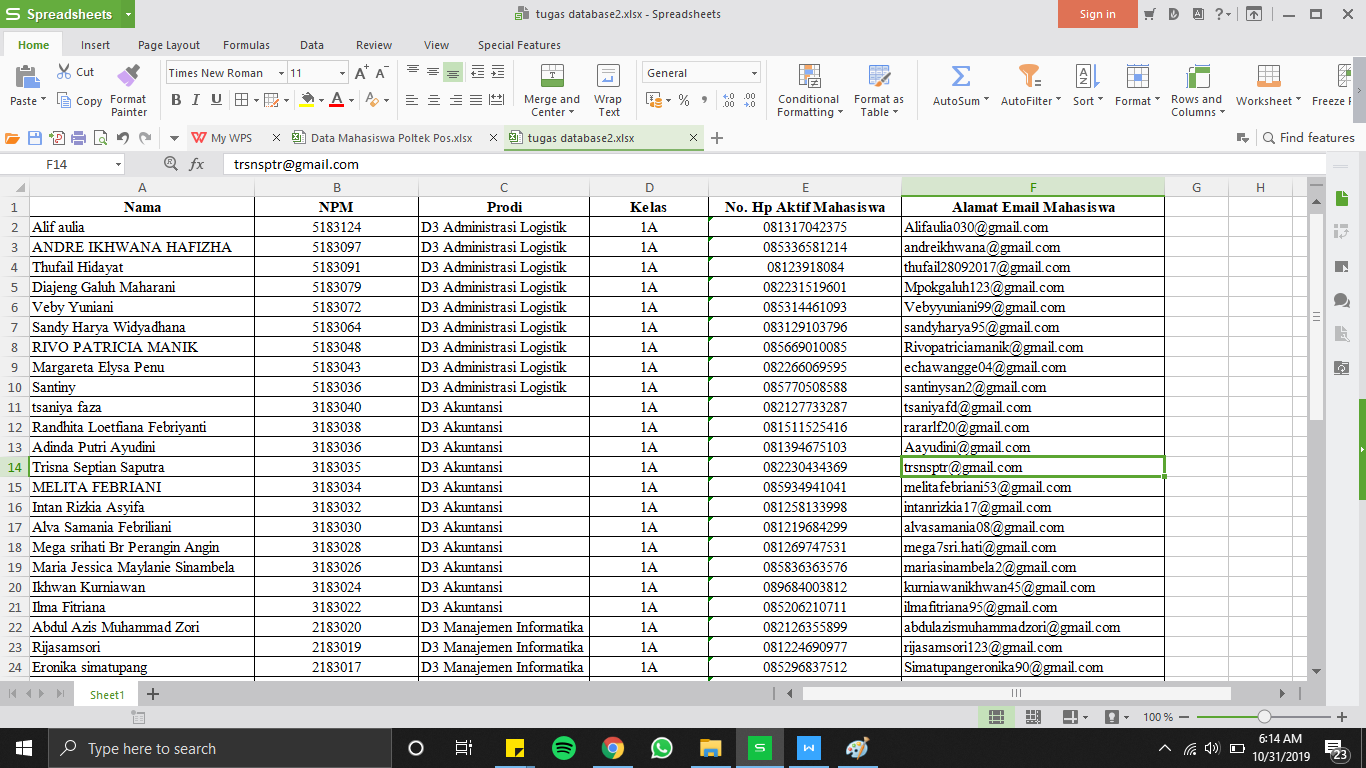 Spreadsheets
tugas database2.xlsx - Spreadsheets
Sign in
Home Insert Page Layout Formulas Data Review View Special Features
Paste Cut Copy Format Painter
Times New Roman 11
B I U
Merge and Center Wrap Text
General
Conditional Formatting Format as Table
AutoSum AutoFilter Sort Format Rows and Columns Worksheet Freeze
My WPS Data Mahasiswa Poltek Pos.xlsx tugas database2.xlsx Find features
F14 fx trsnsptr@gmail.com
A B C D E F G H
1 Nama NPM Prodi Kelas No. Hp Aktif Mahasiswa Alamat Email Mahasiswa
2 Alif aulia 5183124 D3 Administrasi Logistik 1A 081317042375 Alifaulia030@gmail.com
3 ANDRE IKHWANA HAFIZHA 5183097 D3 Administrasi Logistik 1A 085336581214 andreikhwana@gmail.com
4 Thufail Hidayat 5183091 D3 Administrasi Logistik 1A 08123918084 thufail28092017@gmail.com
5 Diajeng Galuh Maharani 5183079 D3 Administrasi Logistik 1A 082231519601 Mpokgaluh123@gmail.com
6 Veby Yuniani 5183072 D3 Administrasi Logistik 1A 085314461093 Vebyyuniani99@gmail.com
7 Sandy Harya Widyadhana 5183064 D3 Administrasi Logistik 1A 083129103796 sandyharya95@gmail.com
8 RIVO PATRICIA MANIK 5183048 D3 Administrasi Logistik 1A 085669010085 Rivopatriciamanik@gmail.com
9 Margareta Elysa Penu 5183043 D3 Administrasi Logistik 1A 082266069595 echawangge04@gmail.com
10 Santiny 5183036 D3 Administrasi Logistik 1A 085770508588 santinysan2@gmail.com
11 tsaniya faza 3183040 D3 Akuntansi 1A 082127733287 tsaniyafd@gmail.com
12 Randhita Loetfiana Febriyanti 3183038 D3 Akuntansi 1A 081511525416 rararlf20@gmail.com
13 Adinda Putri Ayudini 3183036 D3 Akuntansi 1A 081394675103 Aayudini@gmail.com
14 Trisna Septian Saputra 3183035 D3 Akuntansi 1A 082230434369 trsnsptr@gmail.com
15 MELITA FEBRIANI 3183034 D3 Akuntansi 1A 085934941041 melitafebriani53@gmail.com
16 Intan Rizkia Asyifa 3183032 D3 Akuntansi 1A 081258133998 intanrizkia17@gmail.com
17 Alva Samania Febriliani 3183030 D3 Akuntansi 1A 081219684299 alvasamania08@gmail.com
18 Mega srihati Br Perangin Angin 3183028 D3 Akuntansi 1A 081269747531 mega7sri.hati@gmail.com
19 Maria Jessica Maylanie Sinambela 3183026 D3 Akuntansi 1A 085836363576 mariasinambela2@gmail.com
20 Ikhwan Kurniawan 3183024 D3 Akuntansi 1A 089684003812 kurniawanikhwan45@gmail.com
21 Ilma Fitriana 3183022 D3 Akuntansi 1A 085206210711 ilmafitriana95@gmail.com
22 Abdul Azis Muhammad Zori 2183020 D3 Manajemen Informatika 1A 082126355899 abdulazismuhammadzori@gmail.com
23 Rijasamsori 2183019 D3 Manajemen Informatika 1A 081224690977 rijasamsori123@gmail.com
24 Eronika simatupang 2183017 D3 Manajemen Informatika 1A 085296837512 Simatupangeronika90@gmail.com
Sheet1
100 %
Type here to search
6:14 AM
10/31/2019
23